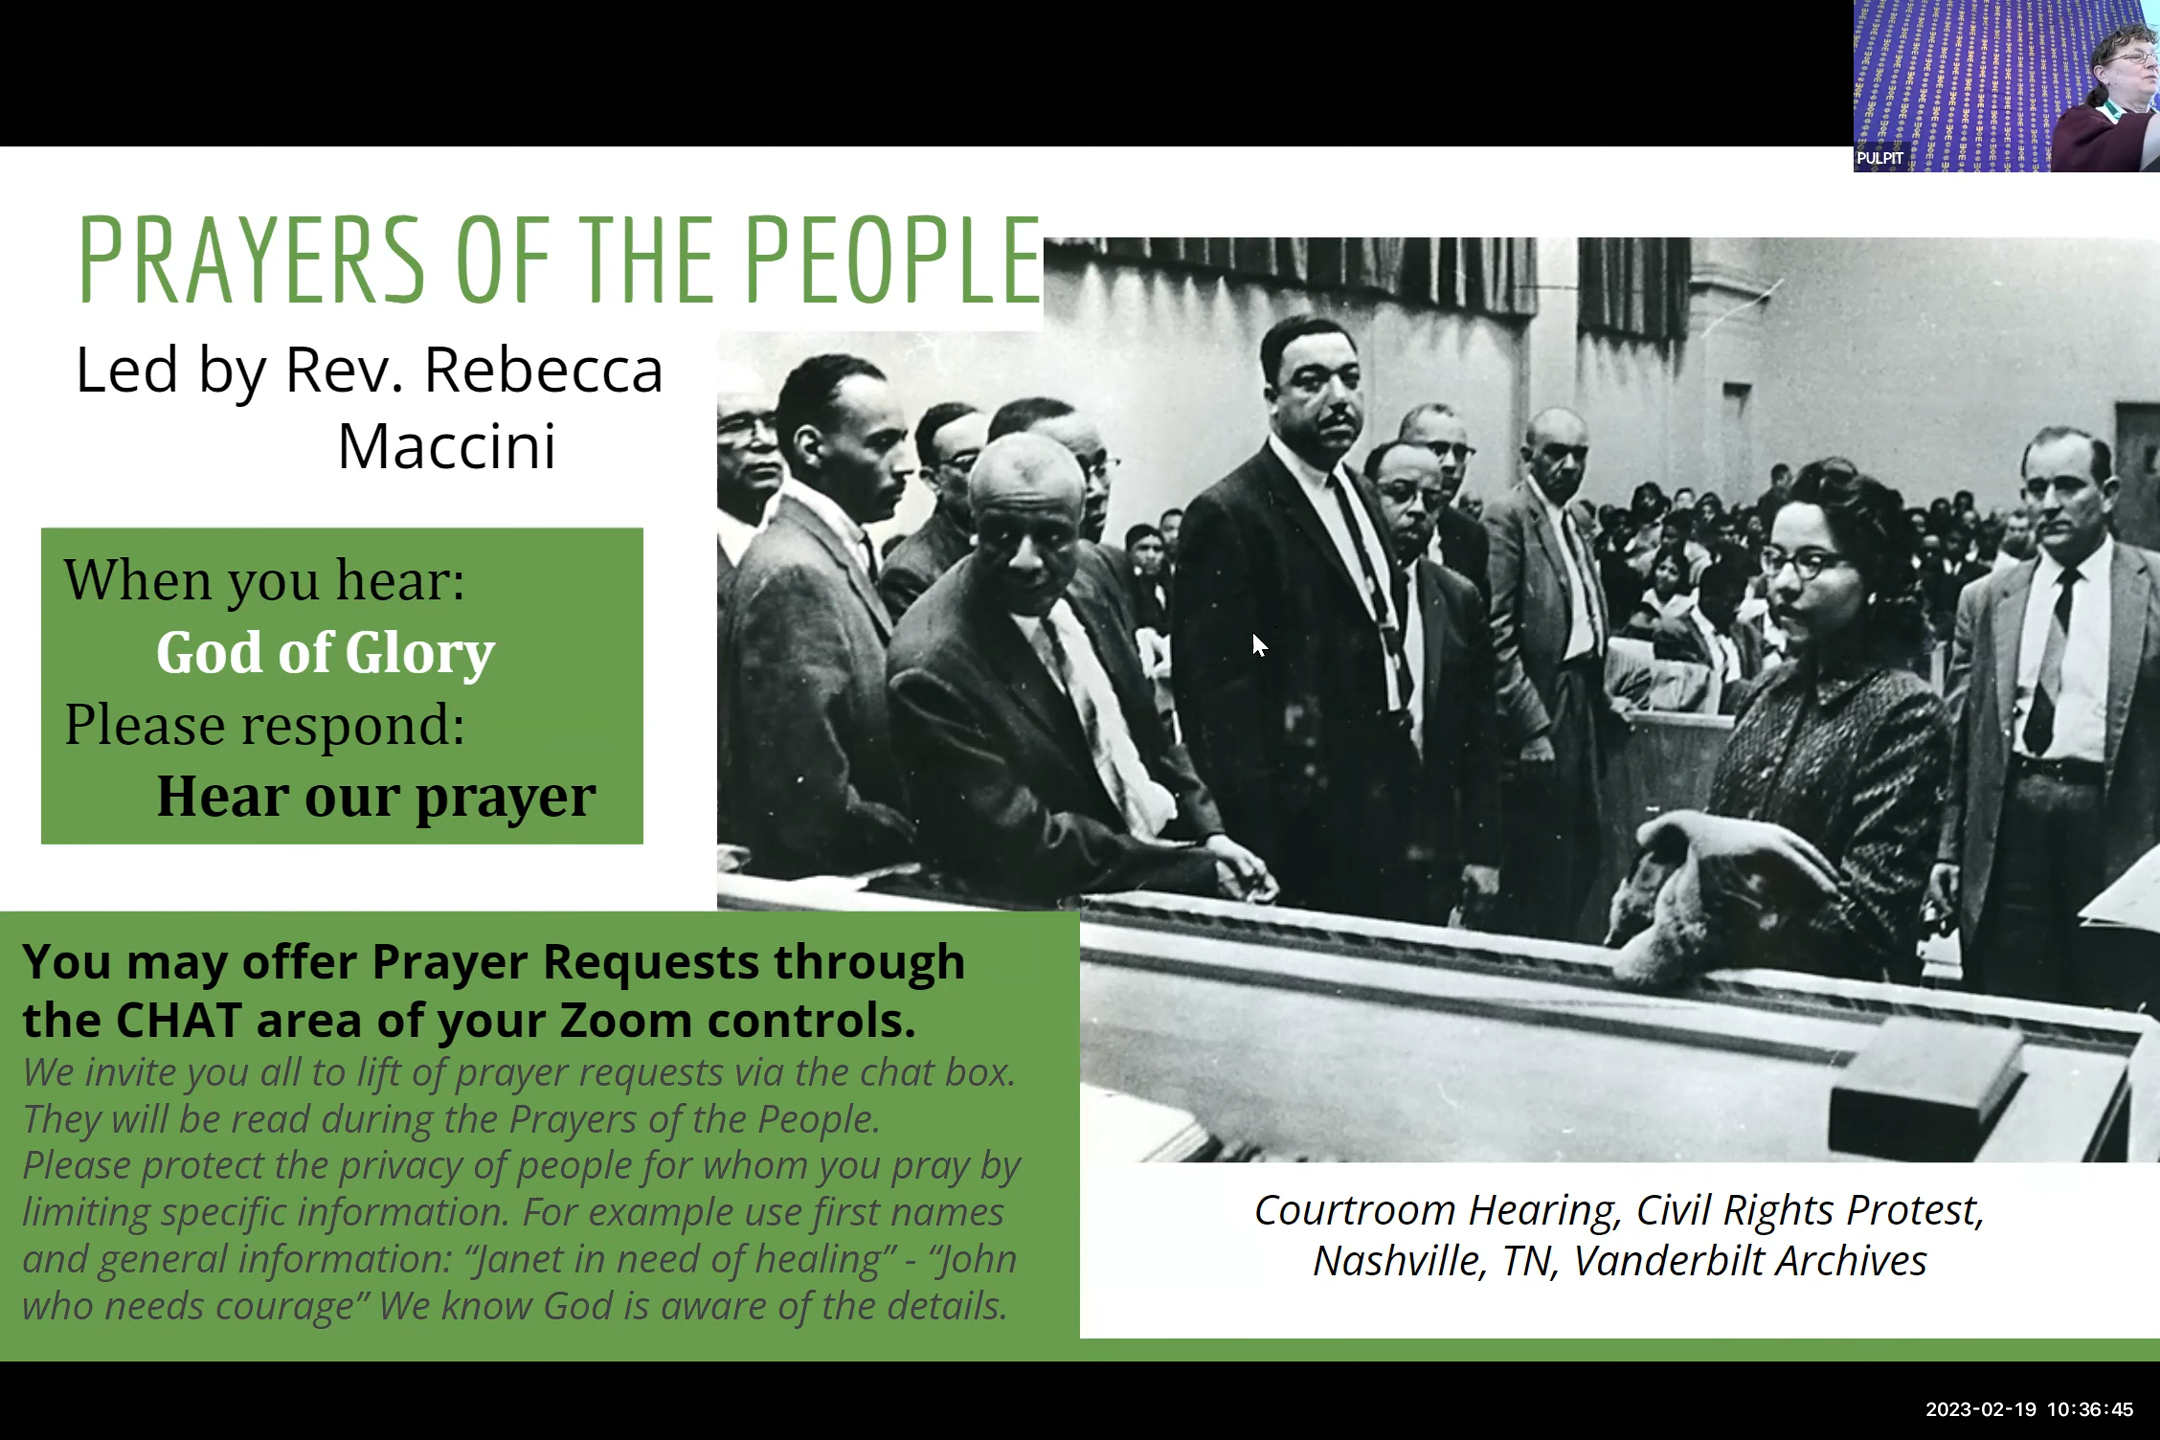 PULPIT
PRAYERS OF THE PEOPLE
Led by Rev. Rebecca
Maccini
When you hear:
God of Glory
Please respond:
Hear our prayer
You may offer Prayer Requests through
the CHAT area of your Zoom controls.
We invite you all to lift of prayer requests via the chat box.
They will be read during the Prayers of the People.
Please protect the privacy of people for whom you pray by
limiting specific information. For example use first names
and general information: “Janet in need of healing” - “John
who needs courage” We know God is aware of the details.
Courtroom Hearing, Civil Rights Protest,
Nashville, TN, Vanderbilt Archives
2023-02-19 10:36:45